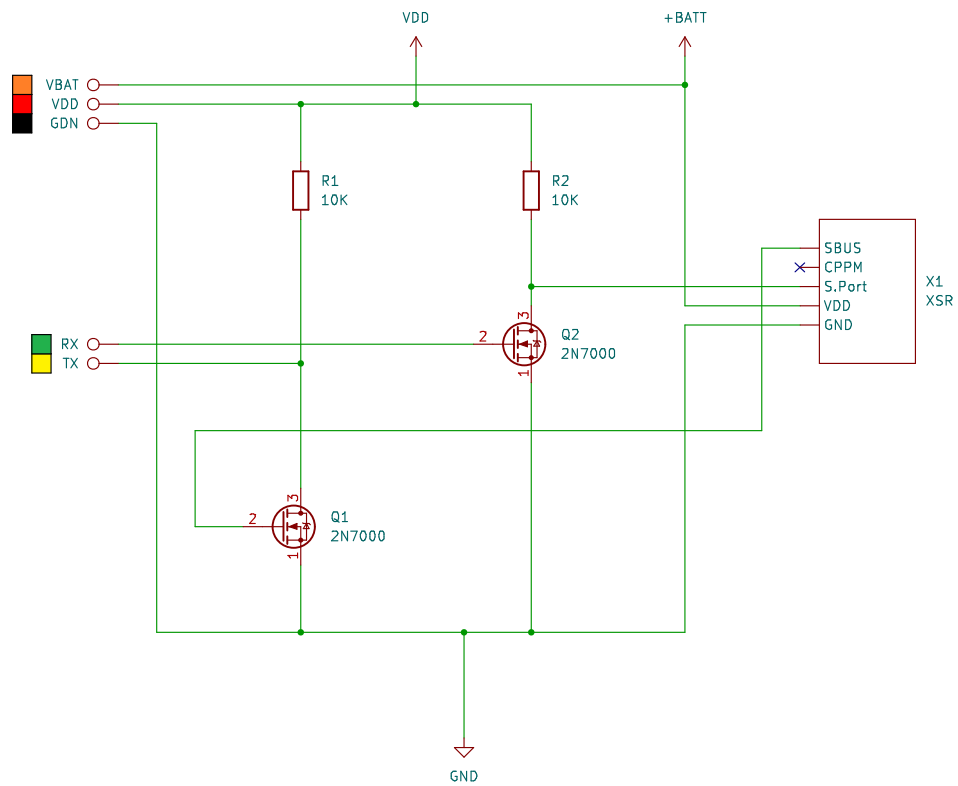 VDD
+BATT
VBAT
VDD
GDN
R1
10K
R2
10K
SBUS
CPPM
S.Port
VDD
GND
X1
XSR
3
2
1
Q2
2N7000
RX
TX
3
2
1
Q1
2N7000
GND